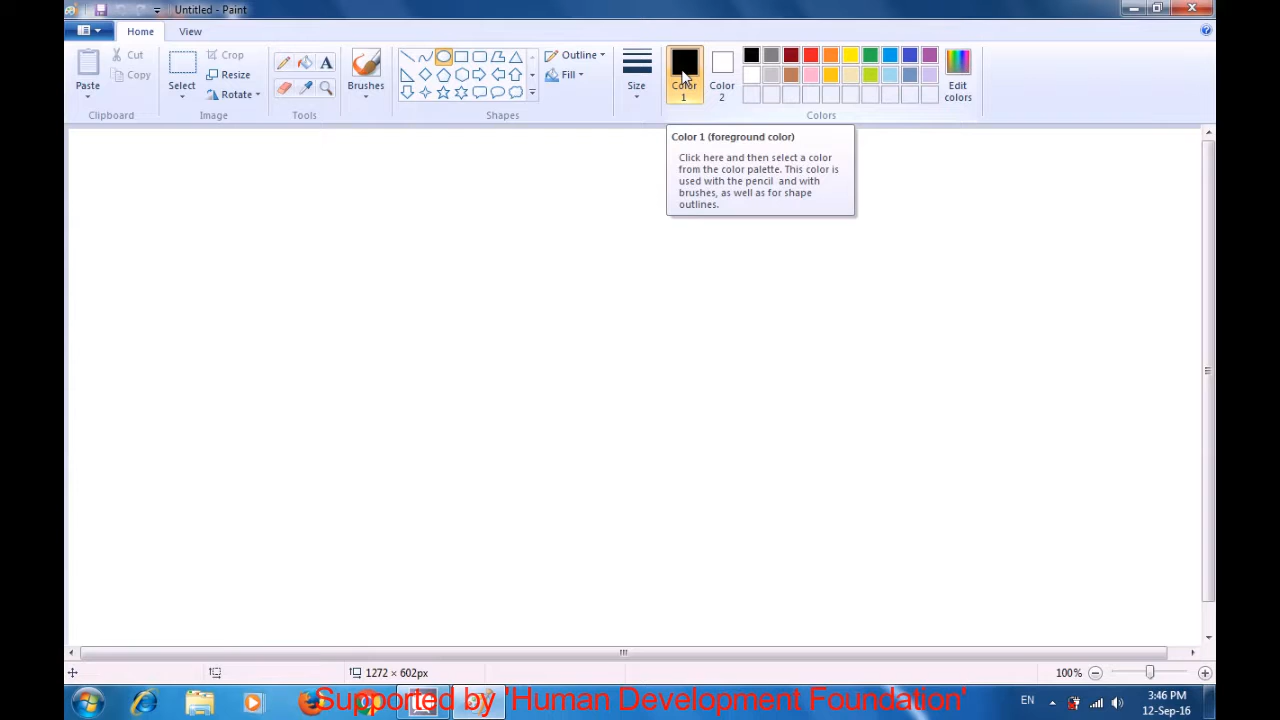 Untitled - Paint
Home View
Paste
Cut
Copy
Clipboard
Select
Crop
Resize
Rotate
Image
Tools
Brushes
Shapes
Outline
Fill
Size
Color 1
Color 2
Edit colors
Colors
Color 1 (foreground color)
Click here and then select a color
from the color palette. This color is
used with the pencil and with
brushes, as well as for shape
outlines.
1272 × 602px
100%
EN
3:46 PM
12-Sep-16
Supported by 'Human Development Foundation'